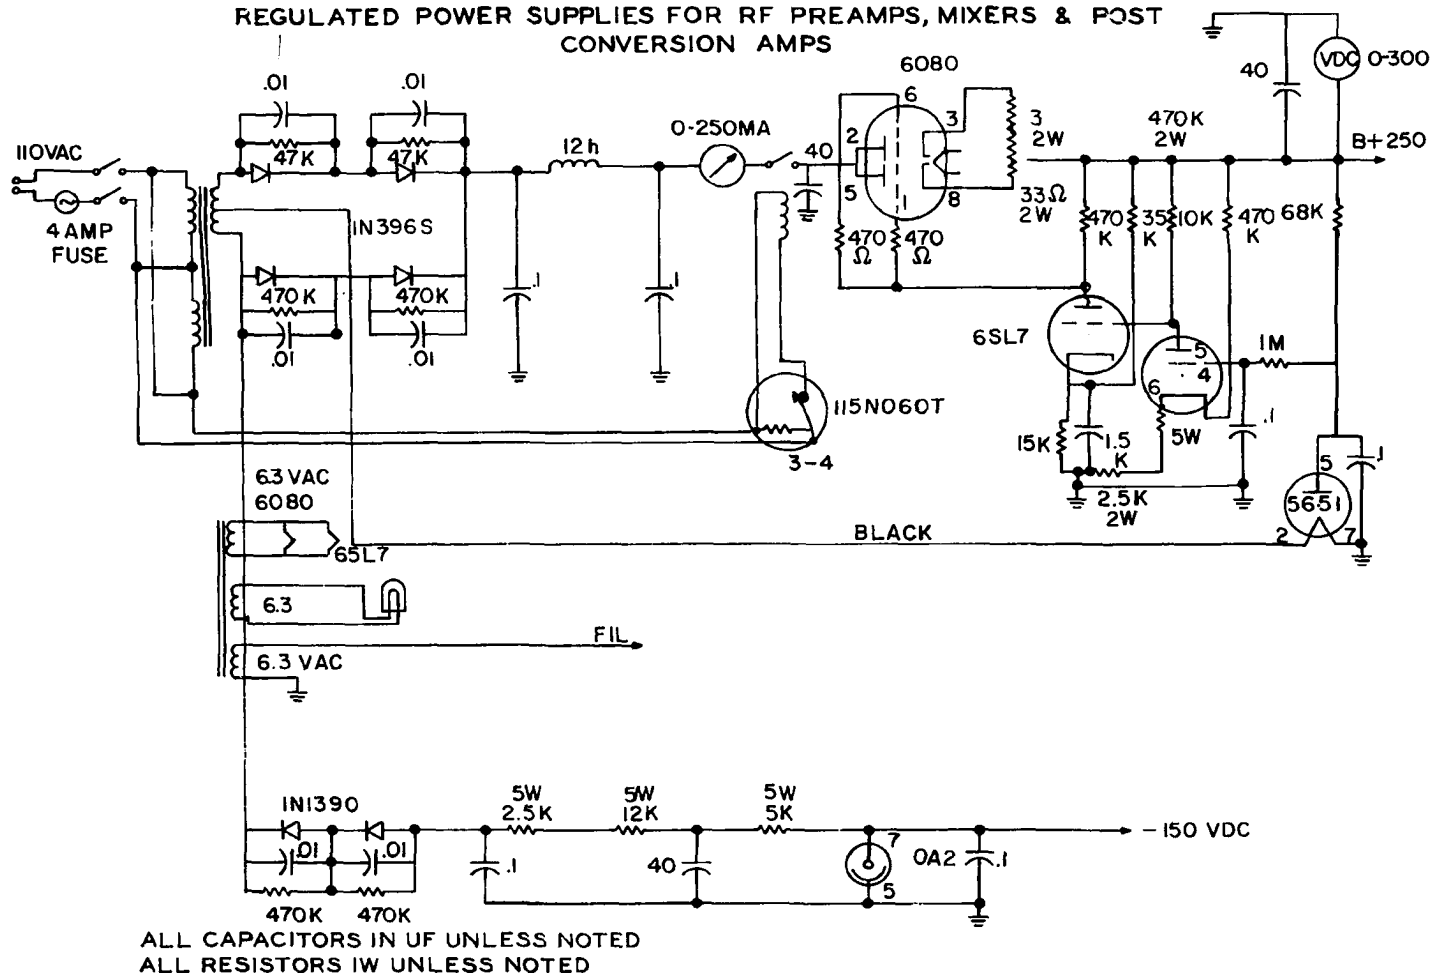 REGULATED POWER SUPPLIES FOR RF PREAMPS, MIXERS & POST
CONVERSION AMPS
.01
.01
6080
40
VDC
0-300
110VAC
47K
47K
12h
0-250MA
40
2
5
6
1
3
8
3
2W
470K
2W
B+250
4 AMP
FUSE
IN396S
33Ω
2W
470
Ω
470
Ω
470
K
35
K
10K
470
K
68K
470K
470K
.01
.01
.1
.1
6SL7
5
4
6
1M
.1
115N060T
3-4
15K
1.5
K
5W
2.5K
2W
5
.1
5651
2
7
6.3 VAC
6080
65L7
BLACK
6.3
FIL
6.3 VAC
IN1390
5W
2.5K
5W
12K
5W
5K
-150 VDC
.01
.01
.1
40
7
5
0A2
.1
470K
470K
ALL CAPACITORS IN UF UNLESS NOTED
ALL RESISTORS 1W UNLESS NOTED